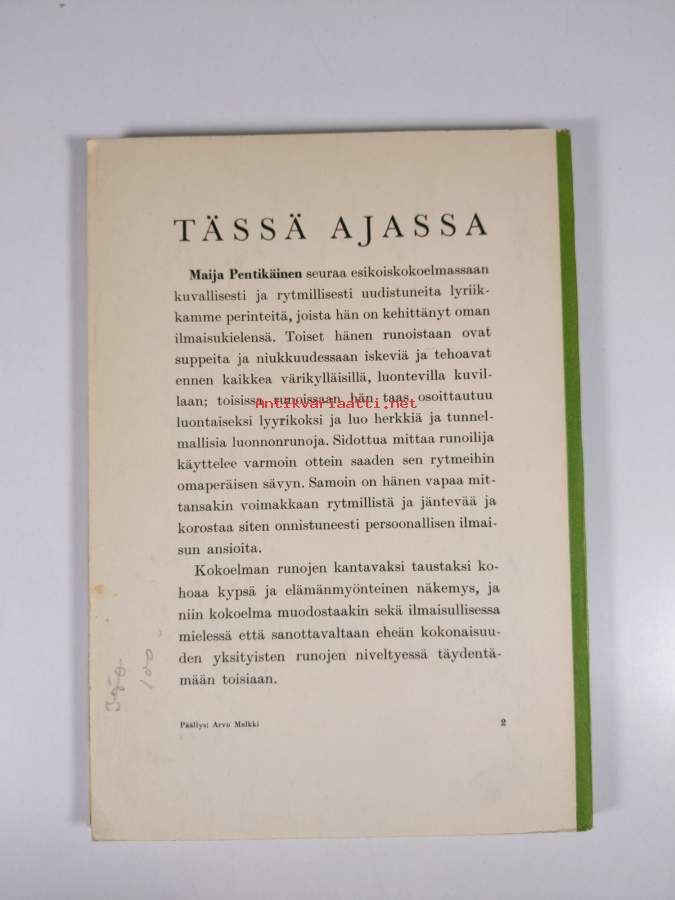 TÄSSÄ AJASSA
Maija Pentikäinen seuraa esikoiskokoelmassaan
kuvallisesti ja rytmillisesti uudistuneita lyriik-
kamme perinteitä, joista hän on kehittänyt oman
ilmaisukielensä. Toiset hänen runoistaan ovat
suppeita ja niukkuudessaan iskeviä ja tehoavat
ennen kaikkea värikylläisillä, luontevilla kuvil-
laan; toisissa runoissaan hän taas osoittautuu
Antikvariaatti.net
luontaiseksi lyyrikoksi ja luo herkkiä ja tunnel-
mallisia luonnonrunoja. Sidottua mittaa runoilija
käyttelee varmoin ottein saaden sen rytmeihin
omaperäisen sävyn. Samoin on hänen vapaa mit-
tansakin voimakkaan rytmillistä ja jäntevää ja
korostaa siten onnistuneesti persoonallisen ilmai-
sun ansioita.
Kokoelman runojen kantavaksi taustaksi ko-
hoaa kypsä ja elämänmyönteinen näkemys, ja
niin kokoelma muodostaakin sekä ilmaisullisessa
mielessä että sanottavaltaan eheän kokonaisuu-
den yksityisten runojen niveltyessä täydentä-
mään toisiaan.
350.-
100.-
Päällys: Arvo Malkki 2